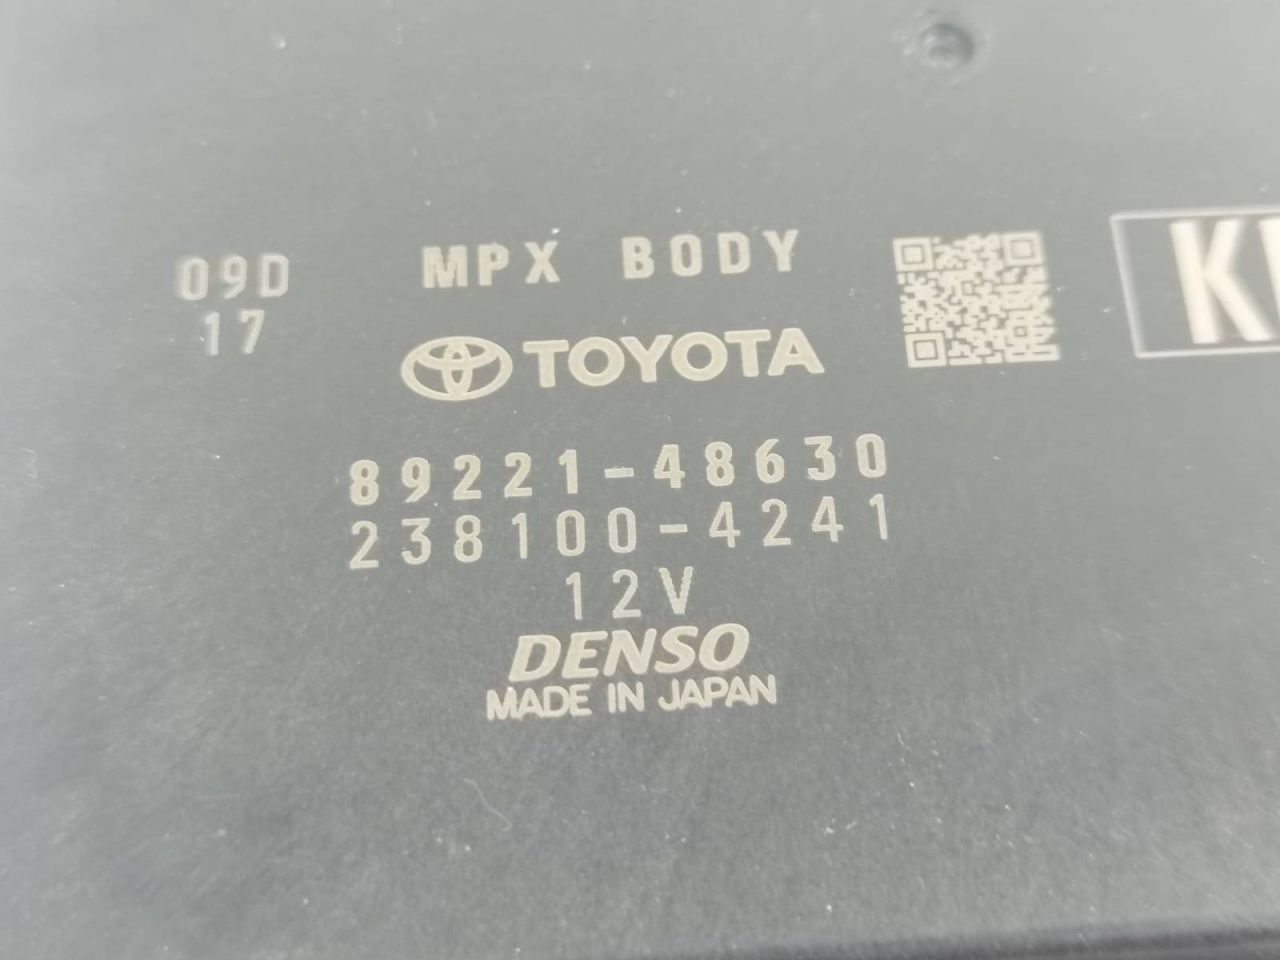 09D
17
MPX BODY
TOYOTA
89221-48630
238100-4241
12V
DENSO
MADE IN JAPAN